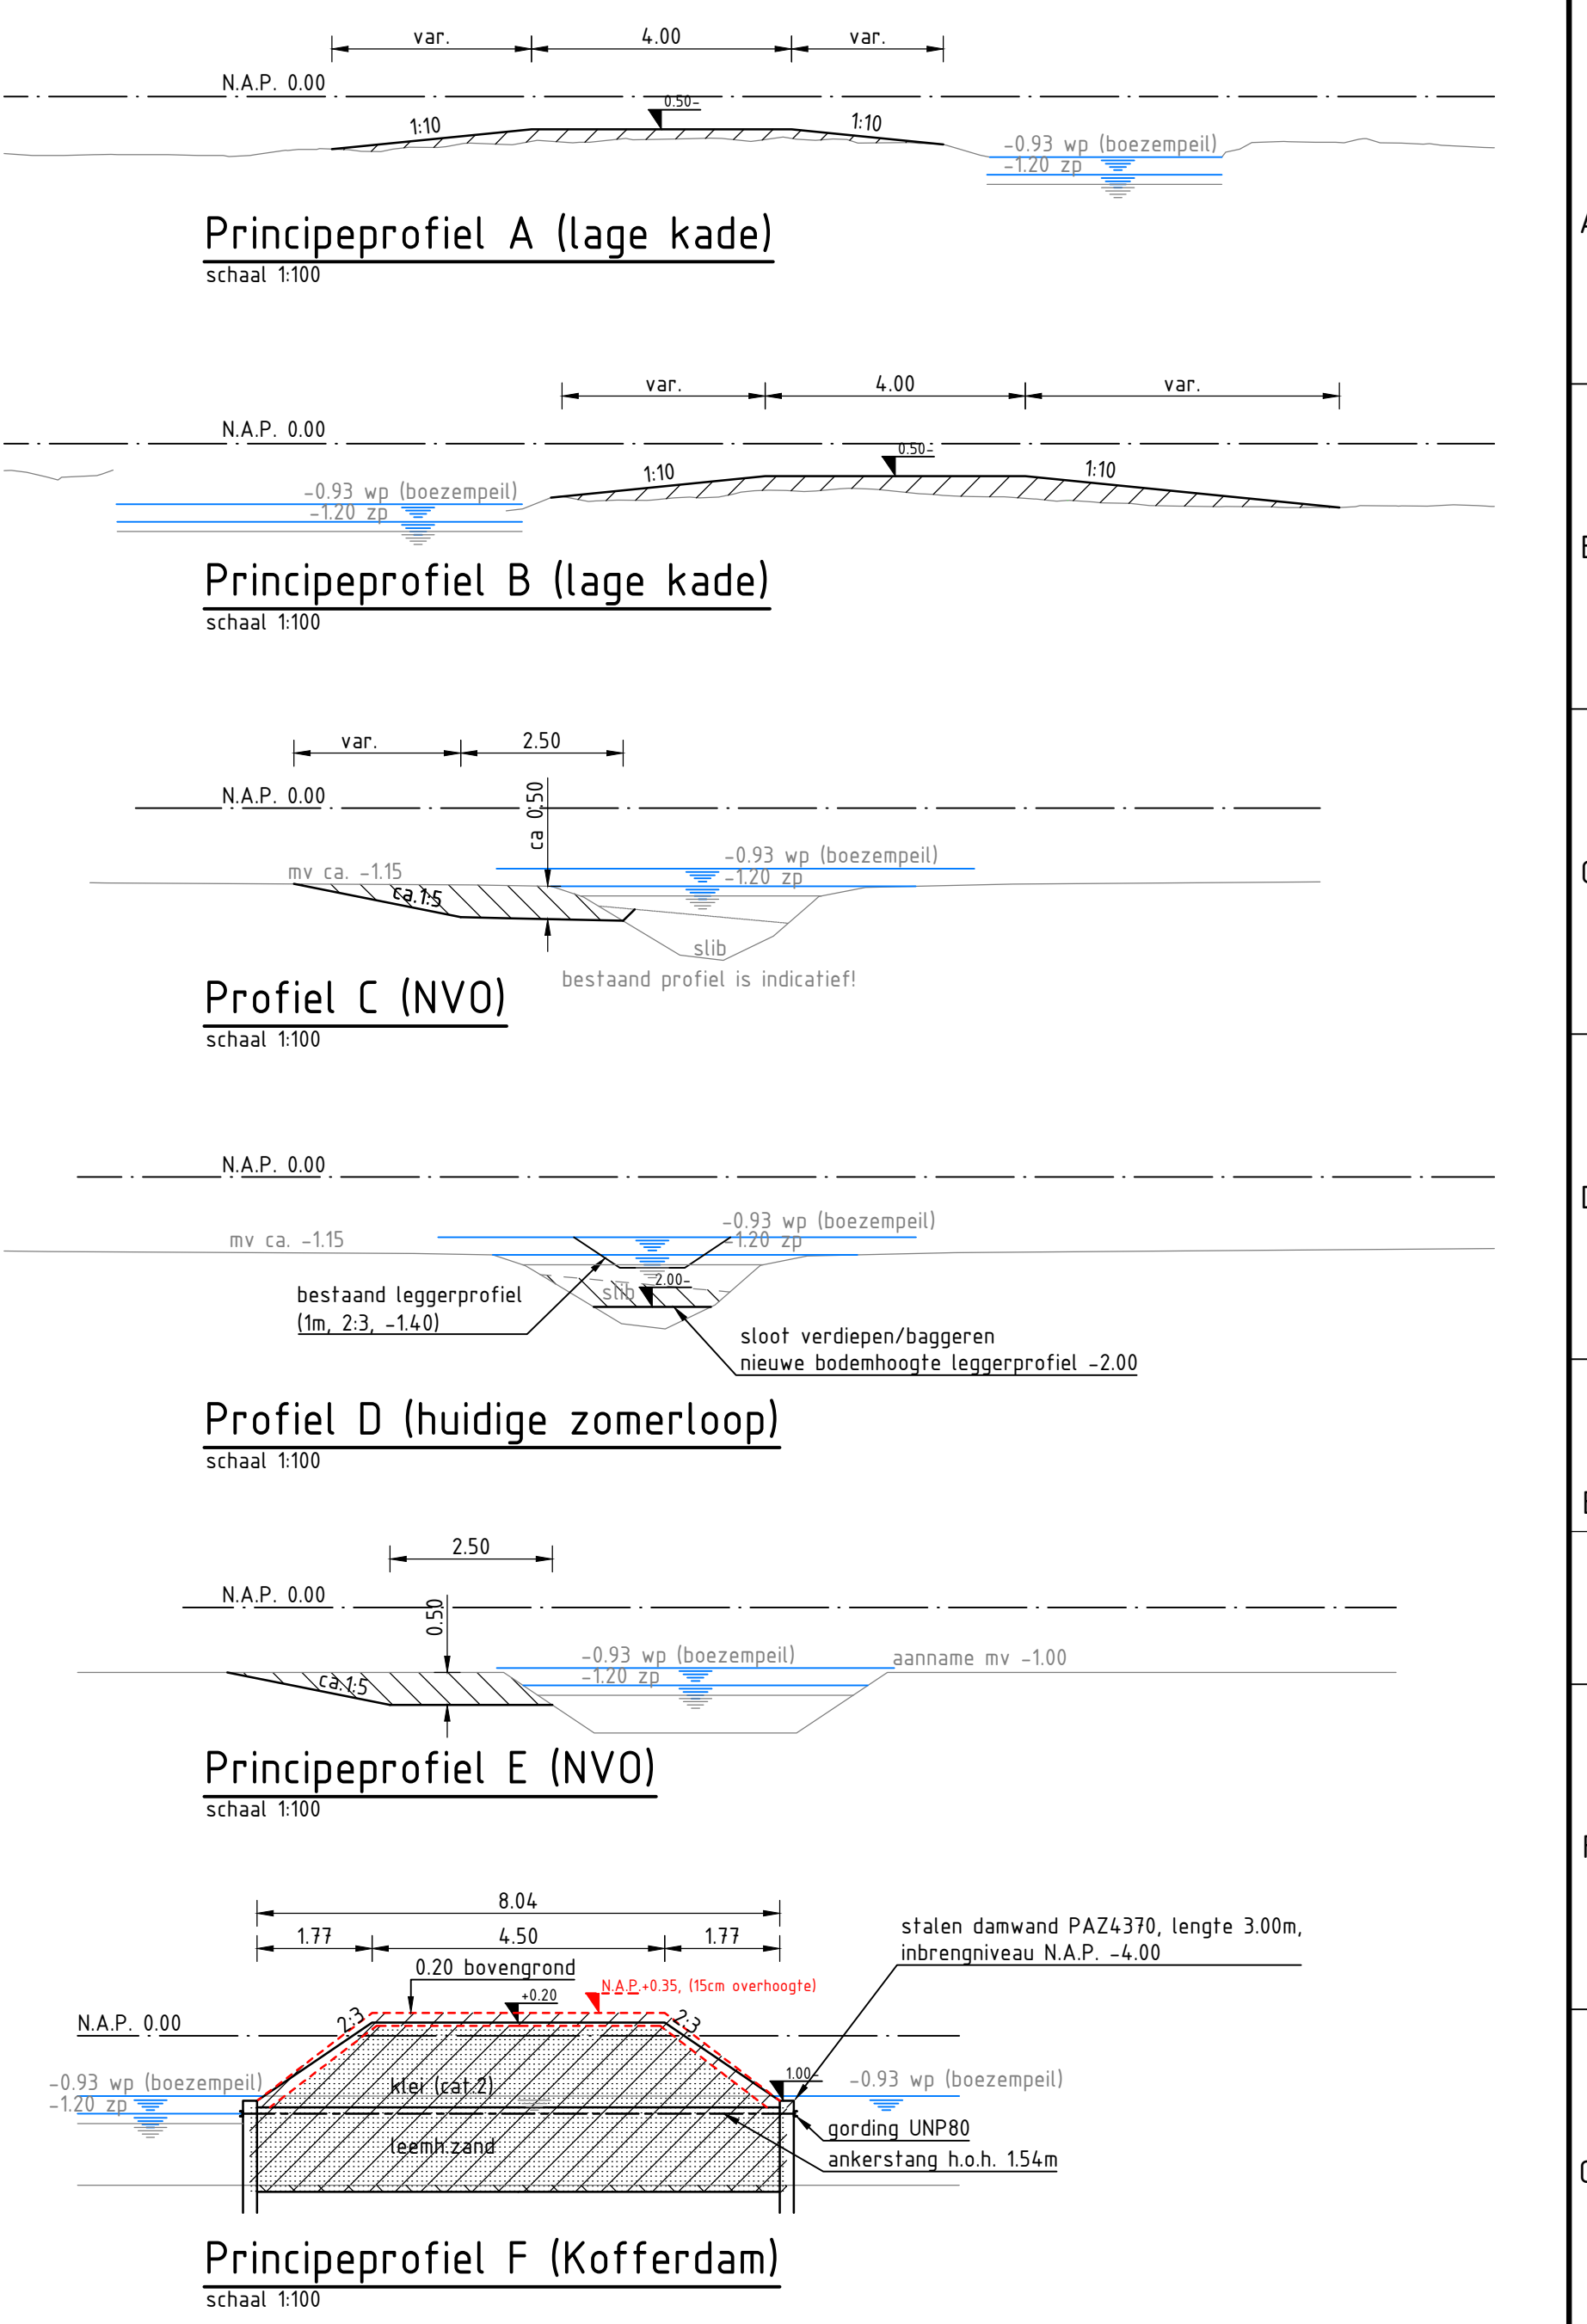 var. 4.00 var.
N.A.P. 0.00
0.50-
1:10 1:10
-0.93 wp (boezempeil)
-1.20 zp
Principeprofiel A (lage kade)
schaal 1:100
var. 4.00 var.
N.A.P. 0.00
0.50-
1:10 1:10
-0.93 wp (boezempeil)
-1.20 zp
Principeprofiel B (lage kade)
schaal 1:100
var. 2.50
N.A.P. 0.00
ca 0.50
-0.93 wp (boezempeil)
mv ca. -1.15
-1.20 zp
ca.1:5
slib
bestaand profiel is indicatief!
Profiel C (NVO)
schaal 1:100
N.A.P. 0.00
-0.93 wp (boezempeil)
mv ca. -1.15
-1.20 zp
2.00-
slib
bestaand leggerprofiel
(1m, 2:3, -1.40)
sloot verdiepen/baggeren
nieuwe bodemhoogte leggerprofiel -2.00
Profiel D (huidige zomerloop)
schaal 1:100
2.50
N.A.P. 0.00
0.50
-0.93 wp (boezempeil)
aanname mv -1.00
-1.20 zp
ca.1:5
Principeprofiel E (NVO)
schaal 1:100
8.04
1.77 4.50 1.77
stalen damwand PAZ4370, lengte 3.00m,
inbrengniveau N.A.P. -4.00
0.20 bovengrond
N.A.P.+0.35, (15cm overhoogte)
+0.20
N.A.P. 0.00
2:3 2:3
1.00-
-0.93 wp (boezempeil)
-0.93 wp (boezempeil)
klei (cat.2)
-1.20 zp
gording UNP80
leemh.zand
ankerstang h.o.h. 1.54m
Principeprofiel F (Kofferdam)
schaal 1:100